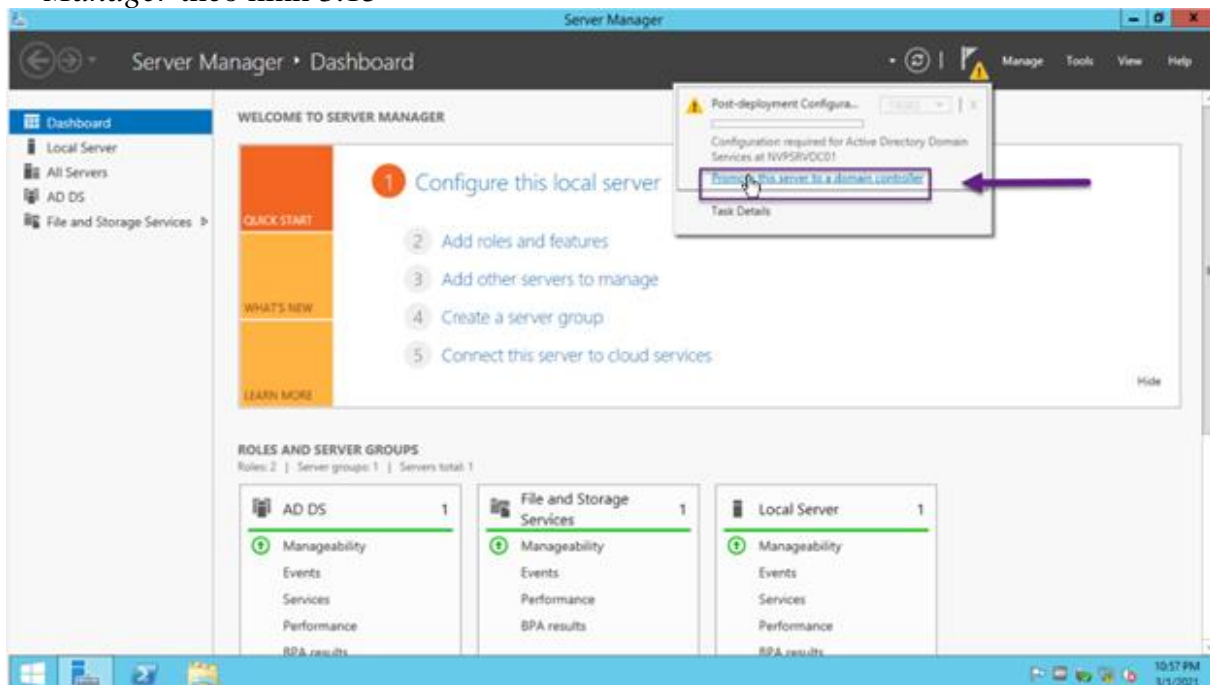 Server Manager
Server Manager • Dashboard
Manage Tools View Help
Dashboard
Local Server
All Servers
AD DS
File and Storage Services
WELCOME TO SERVER MANAGER
QUICK START
WHAT'S NEW
LEARN MORE
1 Configure this local server
2 Add roles and features
3 Add other servers to manage
4 Create a server group
5 Connect this server to cloud services
Hide
Post-deployment Configura...
Configuration required for Active Directory Domain
Services at NVPSRVDC01
Promote this server to a domain controller
Task Details
ROLES AND SERVER GROUPS
Roles: 2 | Server groups: 1 | Servers total: 1
AD DS 1
Manageability
Events
Services
Performance
BPA results
File and Storage Services 1
Manageability
Events
Performance
BPA results
Local Server 1
Manageability
Events
Services
Performance
BPA results
10:57 PM
3/1/2021